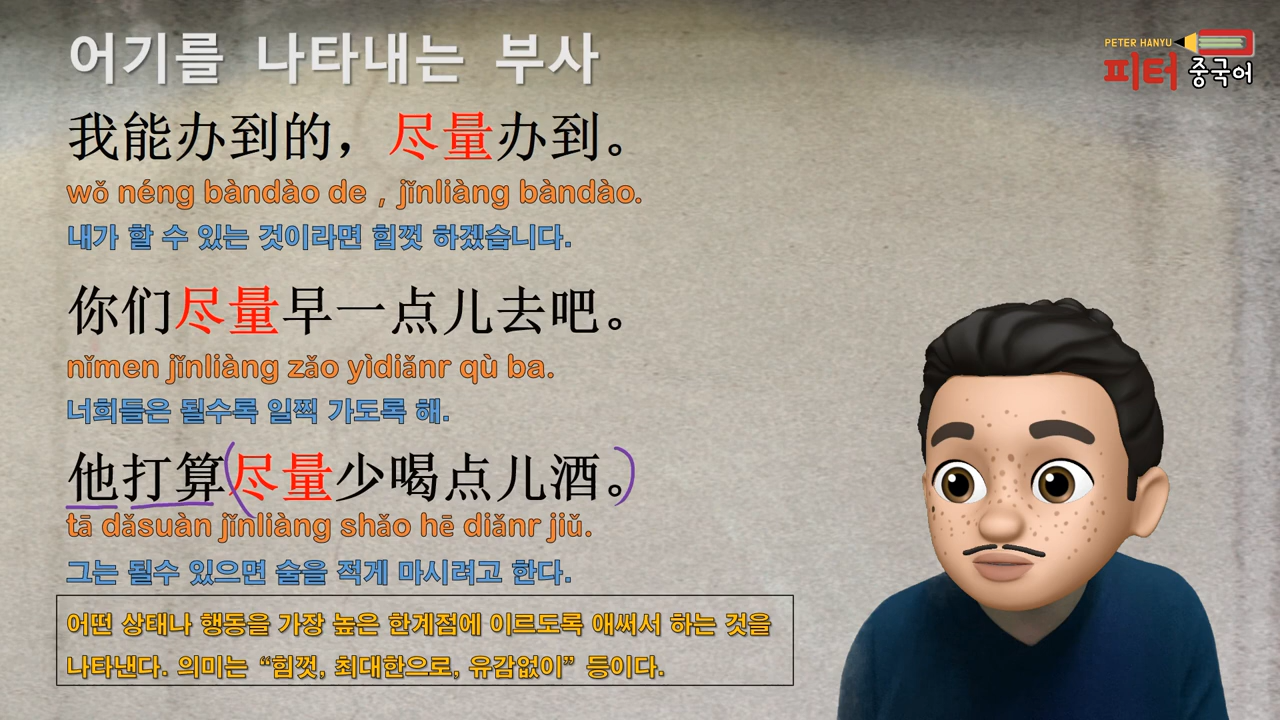 어기를 나타내는 부사
PETER HANYU
피터 중국어
我能办到的，尽量办到。
wǒ néng bàndào de , jǐnliàng bàndào.
내가 할 수 있는 것이라면 힘껏 하겠습니다.
你们尽量早一点儿去吧。
nǐmen jǐnliàng zǎo yìdiǎnr qù ba.
너희들은 될수록 일찍 가도록 해.
他打算尽量少喝点儿酒。
tā dǎsuàn jǐnliàng shǎo hē diǎnr jiǔ.
그는 될수 있으면 술을 적게 마시려고 한다.
어떤 상태나 행동을 가장 높은 한계점에 이르도록 애써서 하는 것을
나타낸다. 의미는 “힘껏, 최대한으로, 유감없이” 등이다.